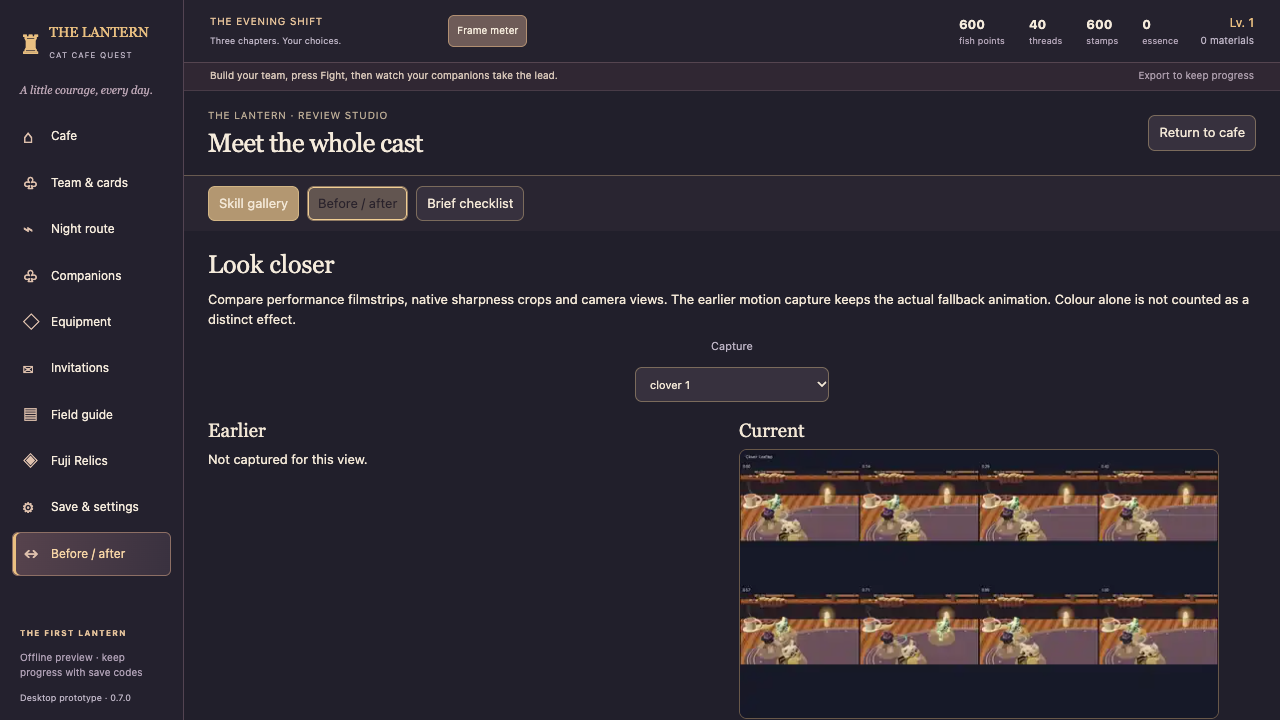 THE LANTERN
CAT CAFE QUEST
A little courage, every day.
Cafe
Team & cards
Night route
Companions
Equipment
Invitations
Field guide
Fuji Relics
Save & settings
Before / after
THE FIRST LANTERN
Offline preview · keep
progress with save codes
Desktop prototype · 0.7.0
THE EVENING SHIFT
Three chapters. Your choices.
Frame meter
600
fish points
40
threads
600
stamps
0
essence
Lv. 1
0 materials
Build your team, press Fight, then watch your companions take the lead.
Export to keep progress
THE LANTERN · REVIEW STUDIO
Meet the whole cast
Return to cafe
Skill gallery
Before / after
Brief checklist
Look closer
Compare performance filmstrips, native sharpness crops and camera views. The earlier motion capture keeps the actual fallback animation. Colour alone is not counted as a
distinct effect.
Capture
clover 1
Earlier
Not captured for this view.
Current